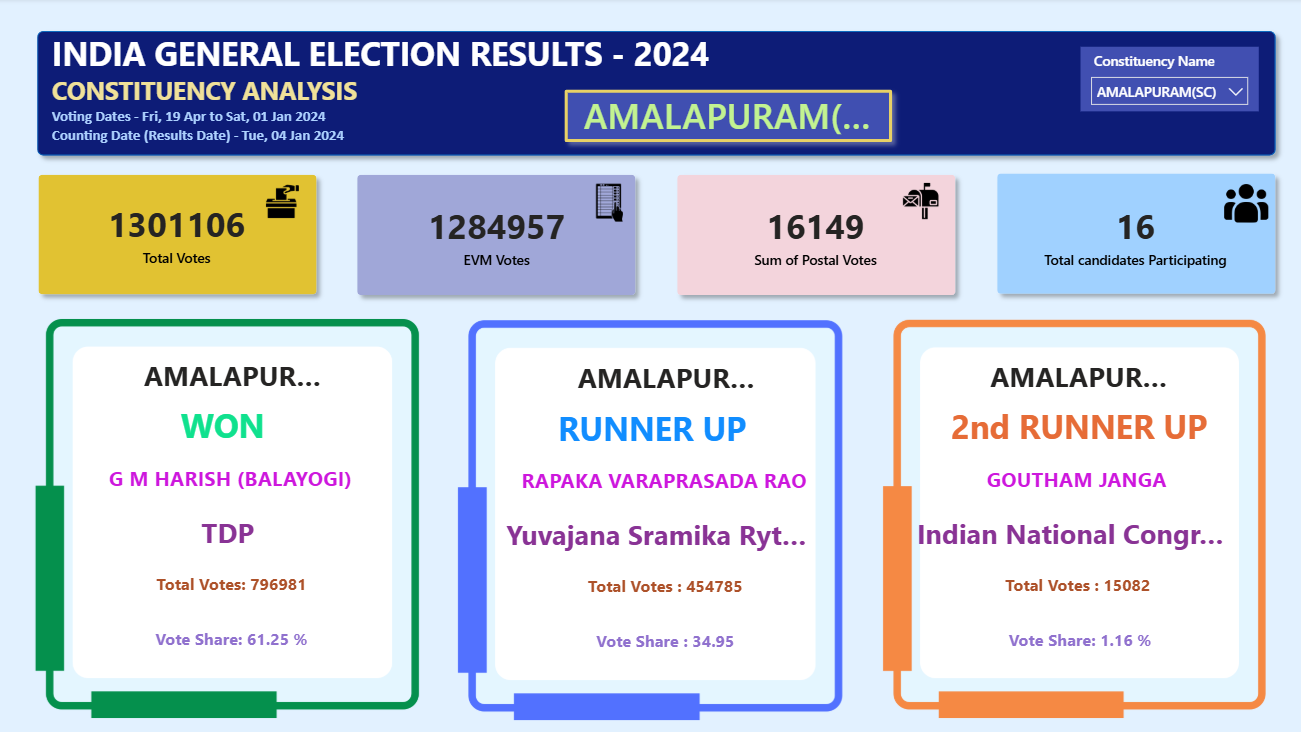 INDIA GENERAL ELECTION RESULTS - 2024
CONSTITUENCY ANALYSIS
Voting Dates - Fri, 19 Apr to Sat, 01 Jan 2024
Counting Date (Results Date) - Tue, 04 Jan 2024
AMALAPURAM(...
Constituency Name
AMALAPURAM(SC)
1301106
Total Votes
1284957
EVM Votes
16149
Sum of Postal Votes
16
Total candidates Participating
AMALAPUR...
WON
G M HARISH (BALAYOGI)
TDP
Total Votes: 796981
Vote Share: 61.25 %
AMALAPUR...
RUNNER UP
RAPAKA VARAPRASADA RAO
Yuvajana Sramika Ryt...
Total Votes : 454785
Vote Share : 34.95
AMALAPUR...
2nd RUNNER UP
GOUTHAM JANGA
Indian National Congr...
Total Votes : 15082
Vote Share: 1.16 %